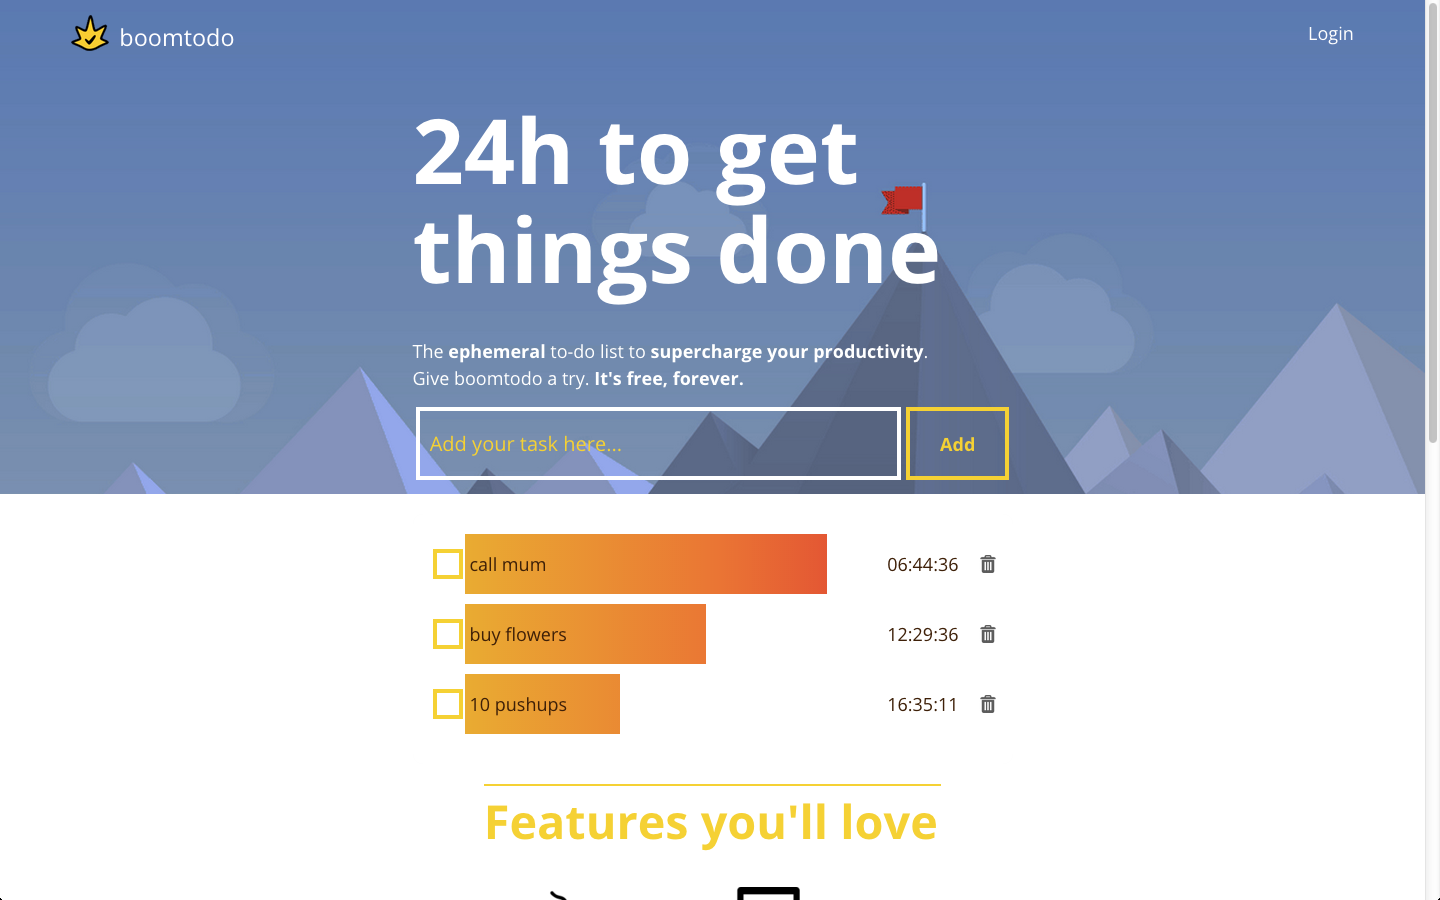 boomtodo
Login
24h to get
things done
The ephemeral to-do list to supercharge your productivity.
Give boomtodo a try. It's free, forever.
Add your task here...
Add
call mum 06:44:36
buy flowers 12:29:36
10 pushups 16:35:11
Features you'll love